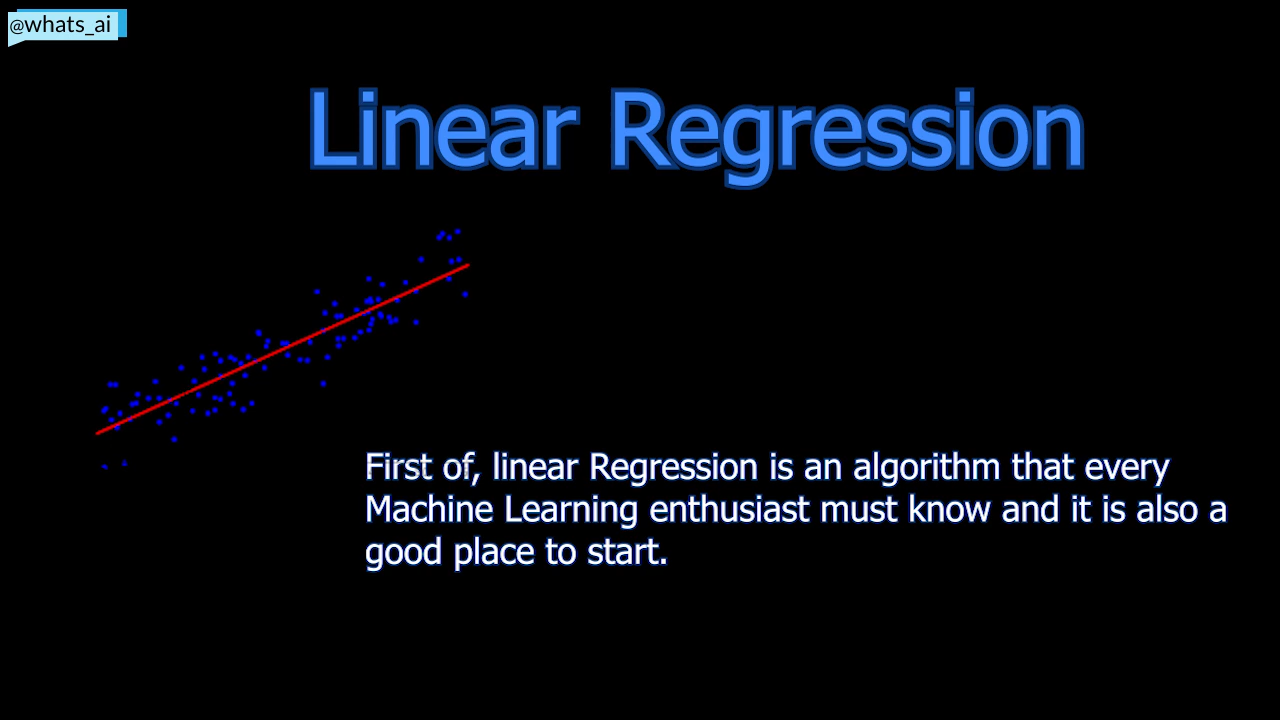 @whats_ai
Linear Regression
First of, linear Regression is an algorithm that every
Machine Learning enthusiast must know and it is also a
good place to start.